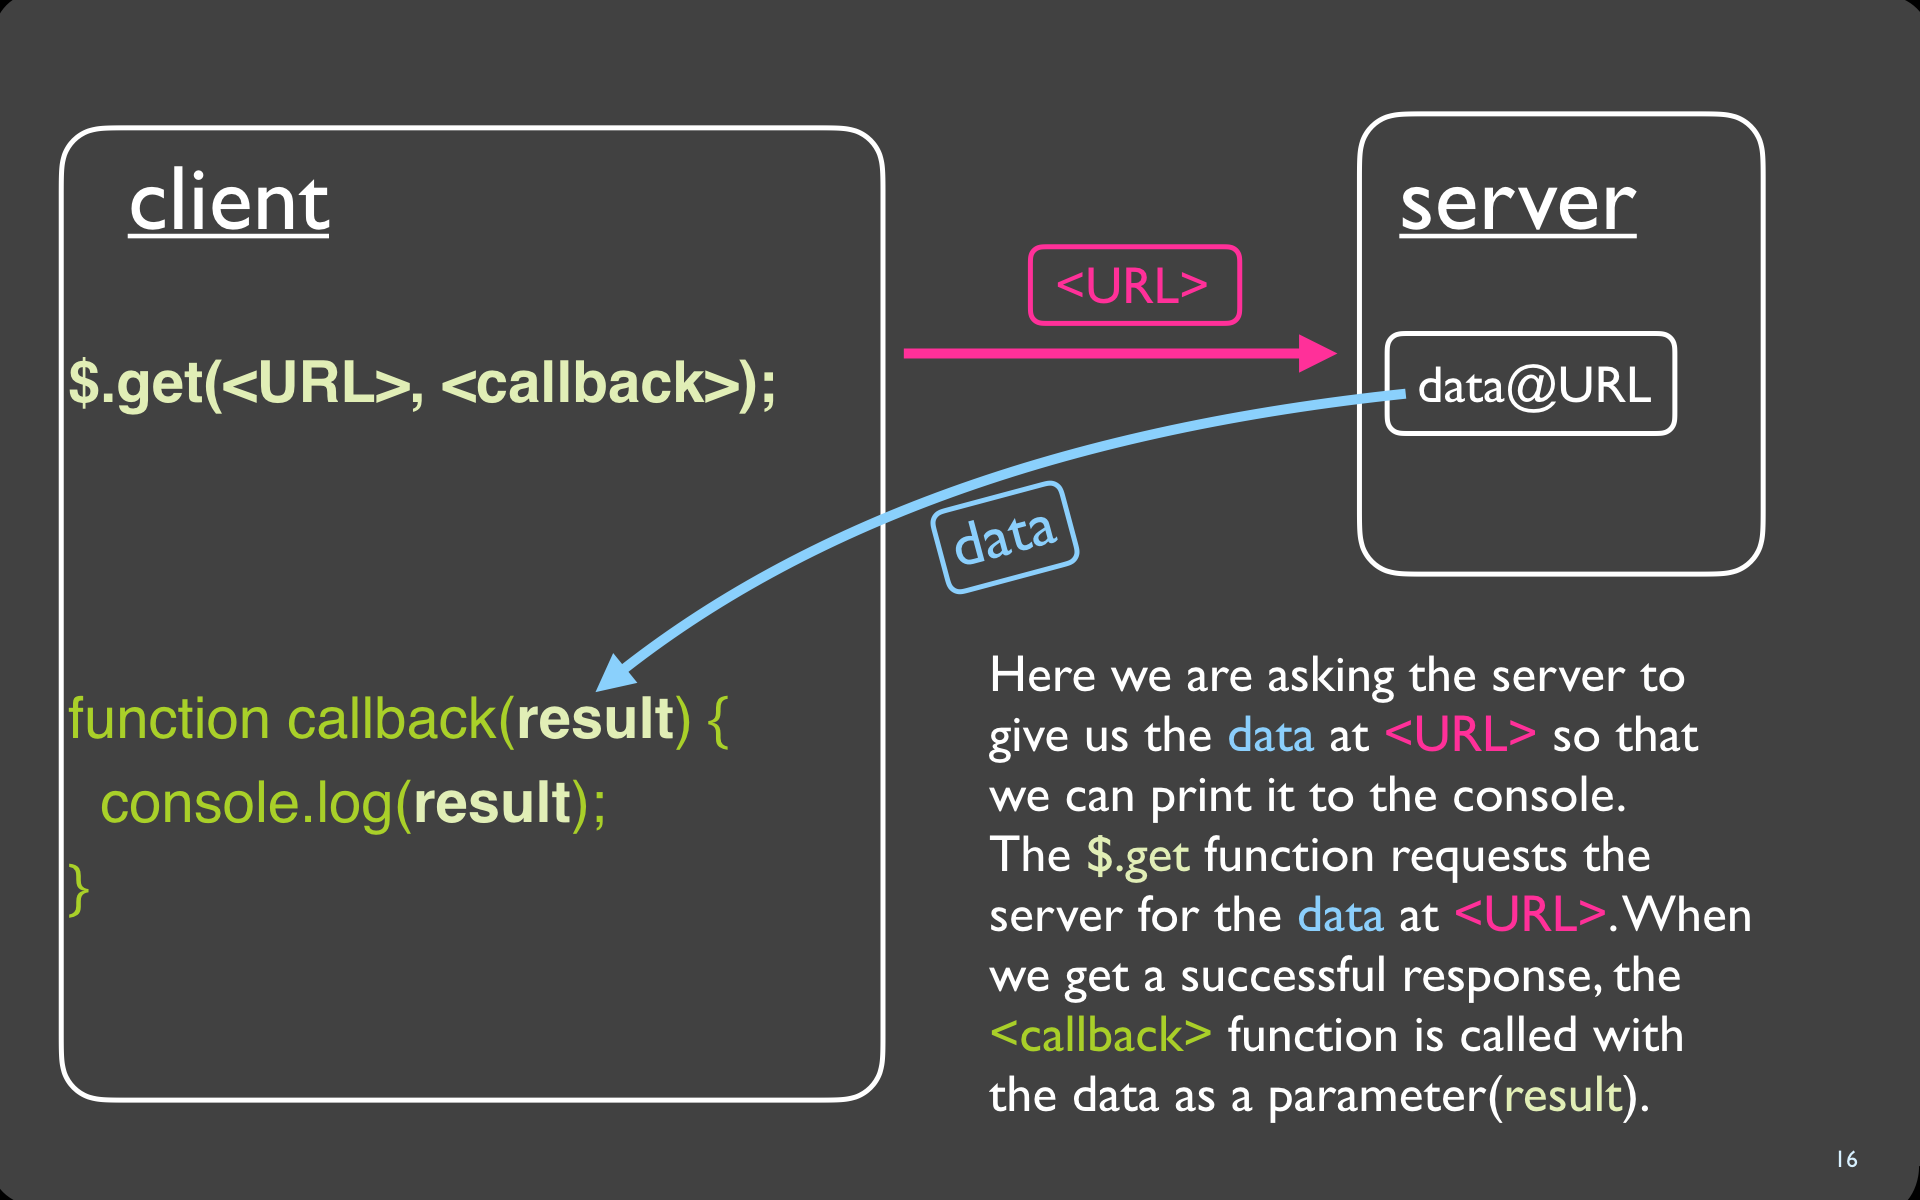 client
$.get(<URL>, <callback>);
function callback(result) {
console.log(result);
}
<URL>
data
server
data@URL
Here we are asking the server to
give us the data at <URL> so that
we can print it to the console.
The $.get function requests the
server for the data at <URL>. When
we get a successful response, the
<callback> function is called with
the data as a parameter(result).
16